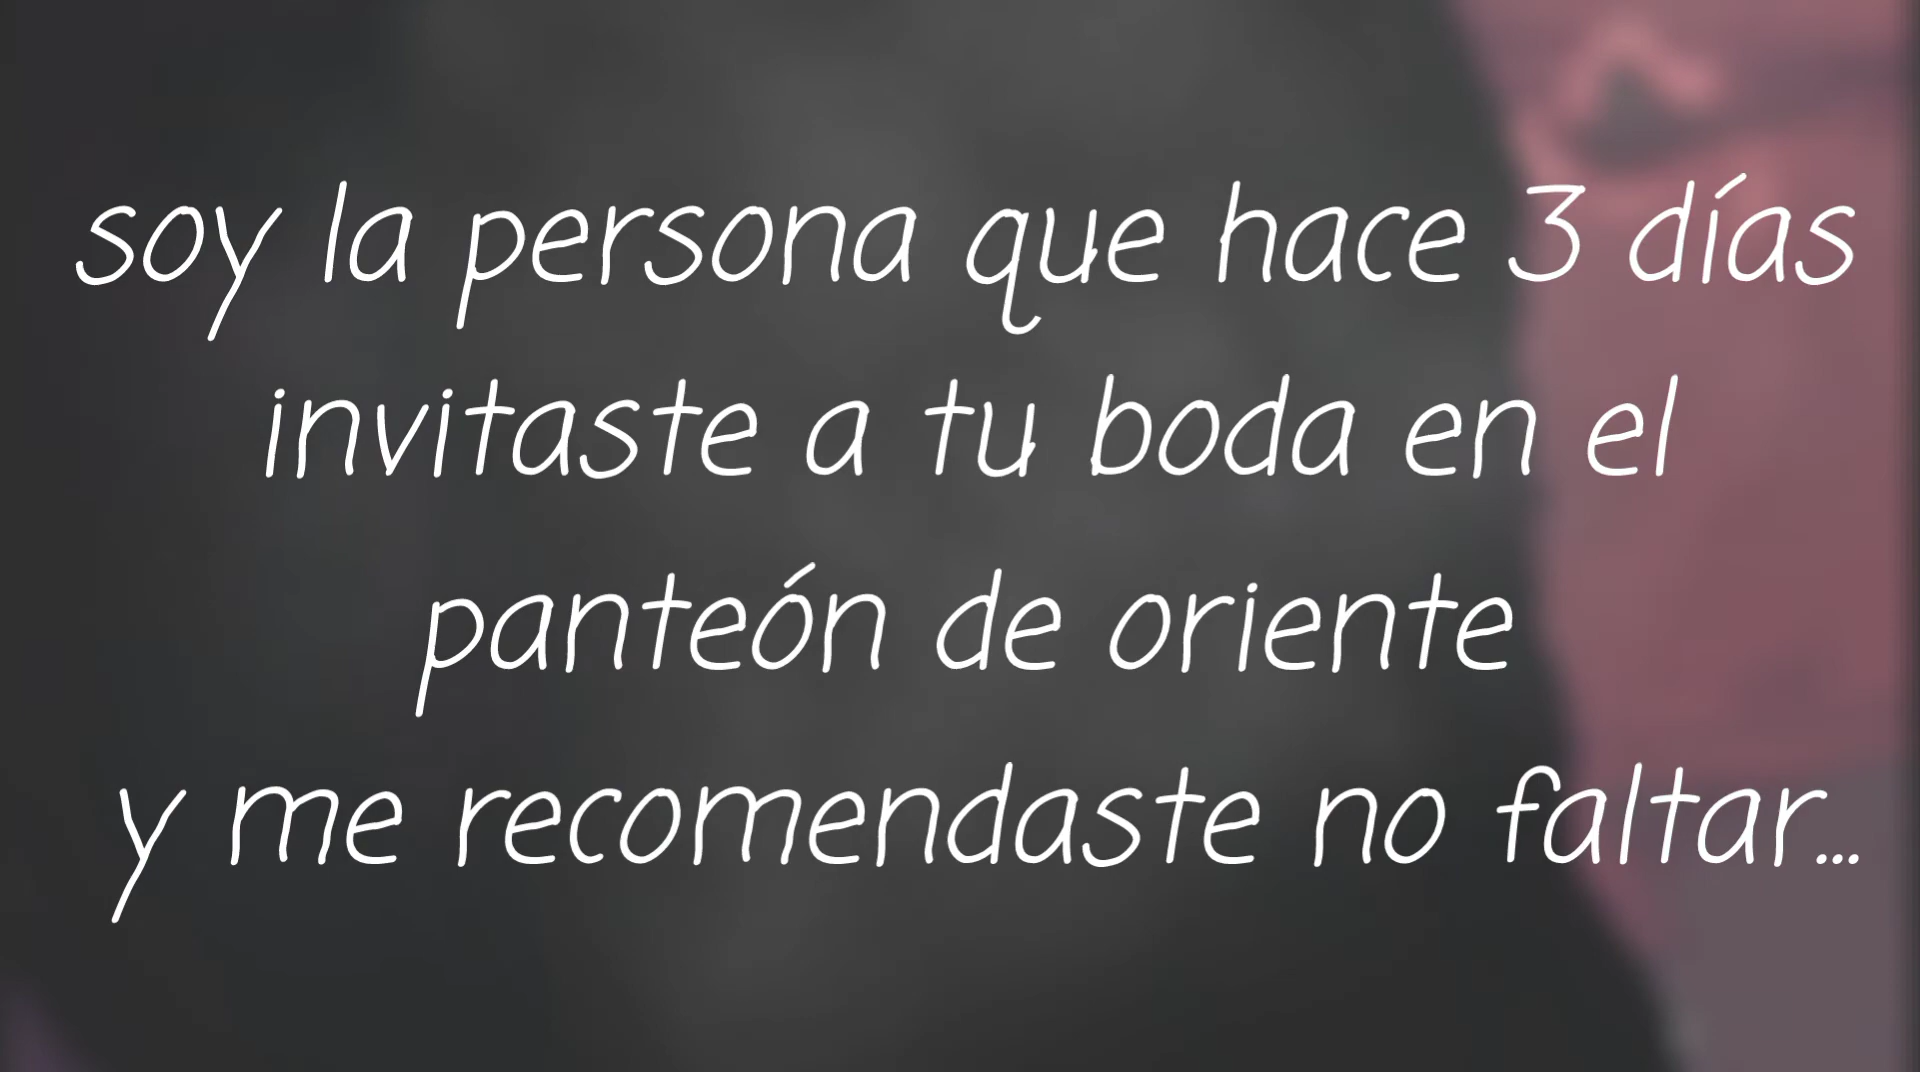 soy la persona que hace 3 días
invitaste a tu boda en el
panteón de oriente
y me recomendaste no faltar...